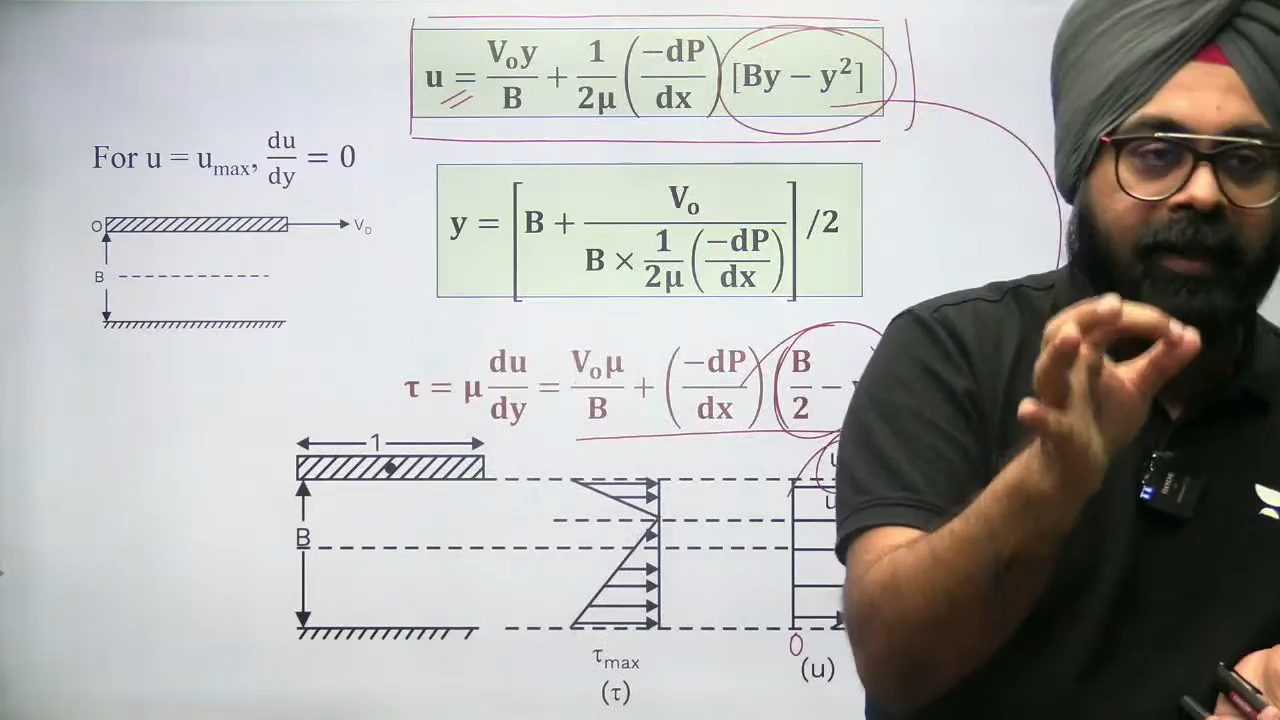 u = V₀y/B + 1/2μ (−dP/dx) [By − y²]
For u = u_max, du/dy = 0
O V_D
B
y = [B + V₀ / (B × 1/2μ (−dP/dx))] /2
τ = μ du/dy = V₀μ/B + (−dP/dx) (B/2 −
1
B
0
τ_max
(τ)
(u)